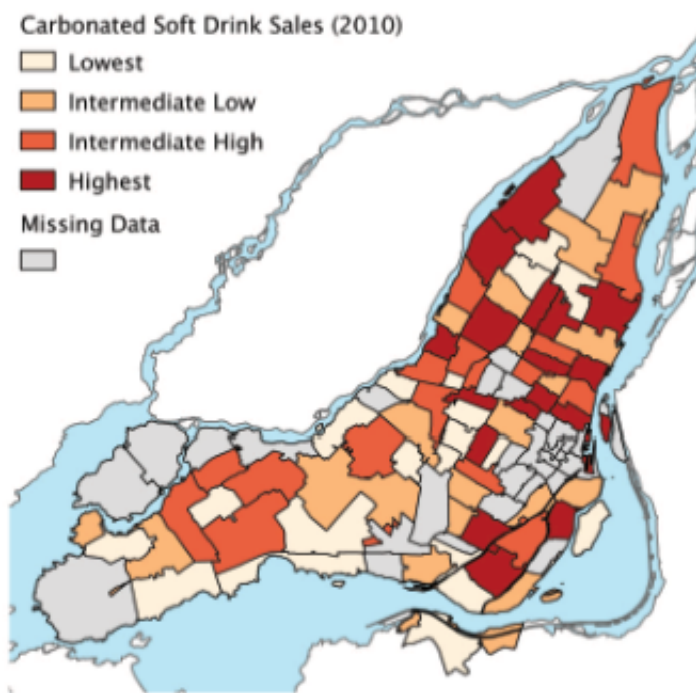 Carbonated Soft Drink Sales (2010)
Lowest
Intermediate Low
Intermediate High
Highest
Missing Data